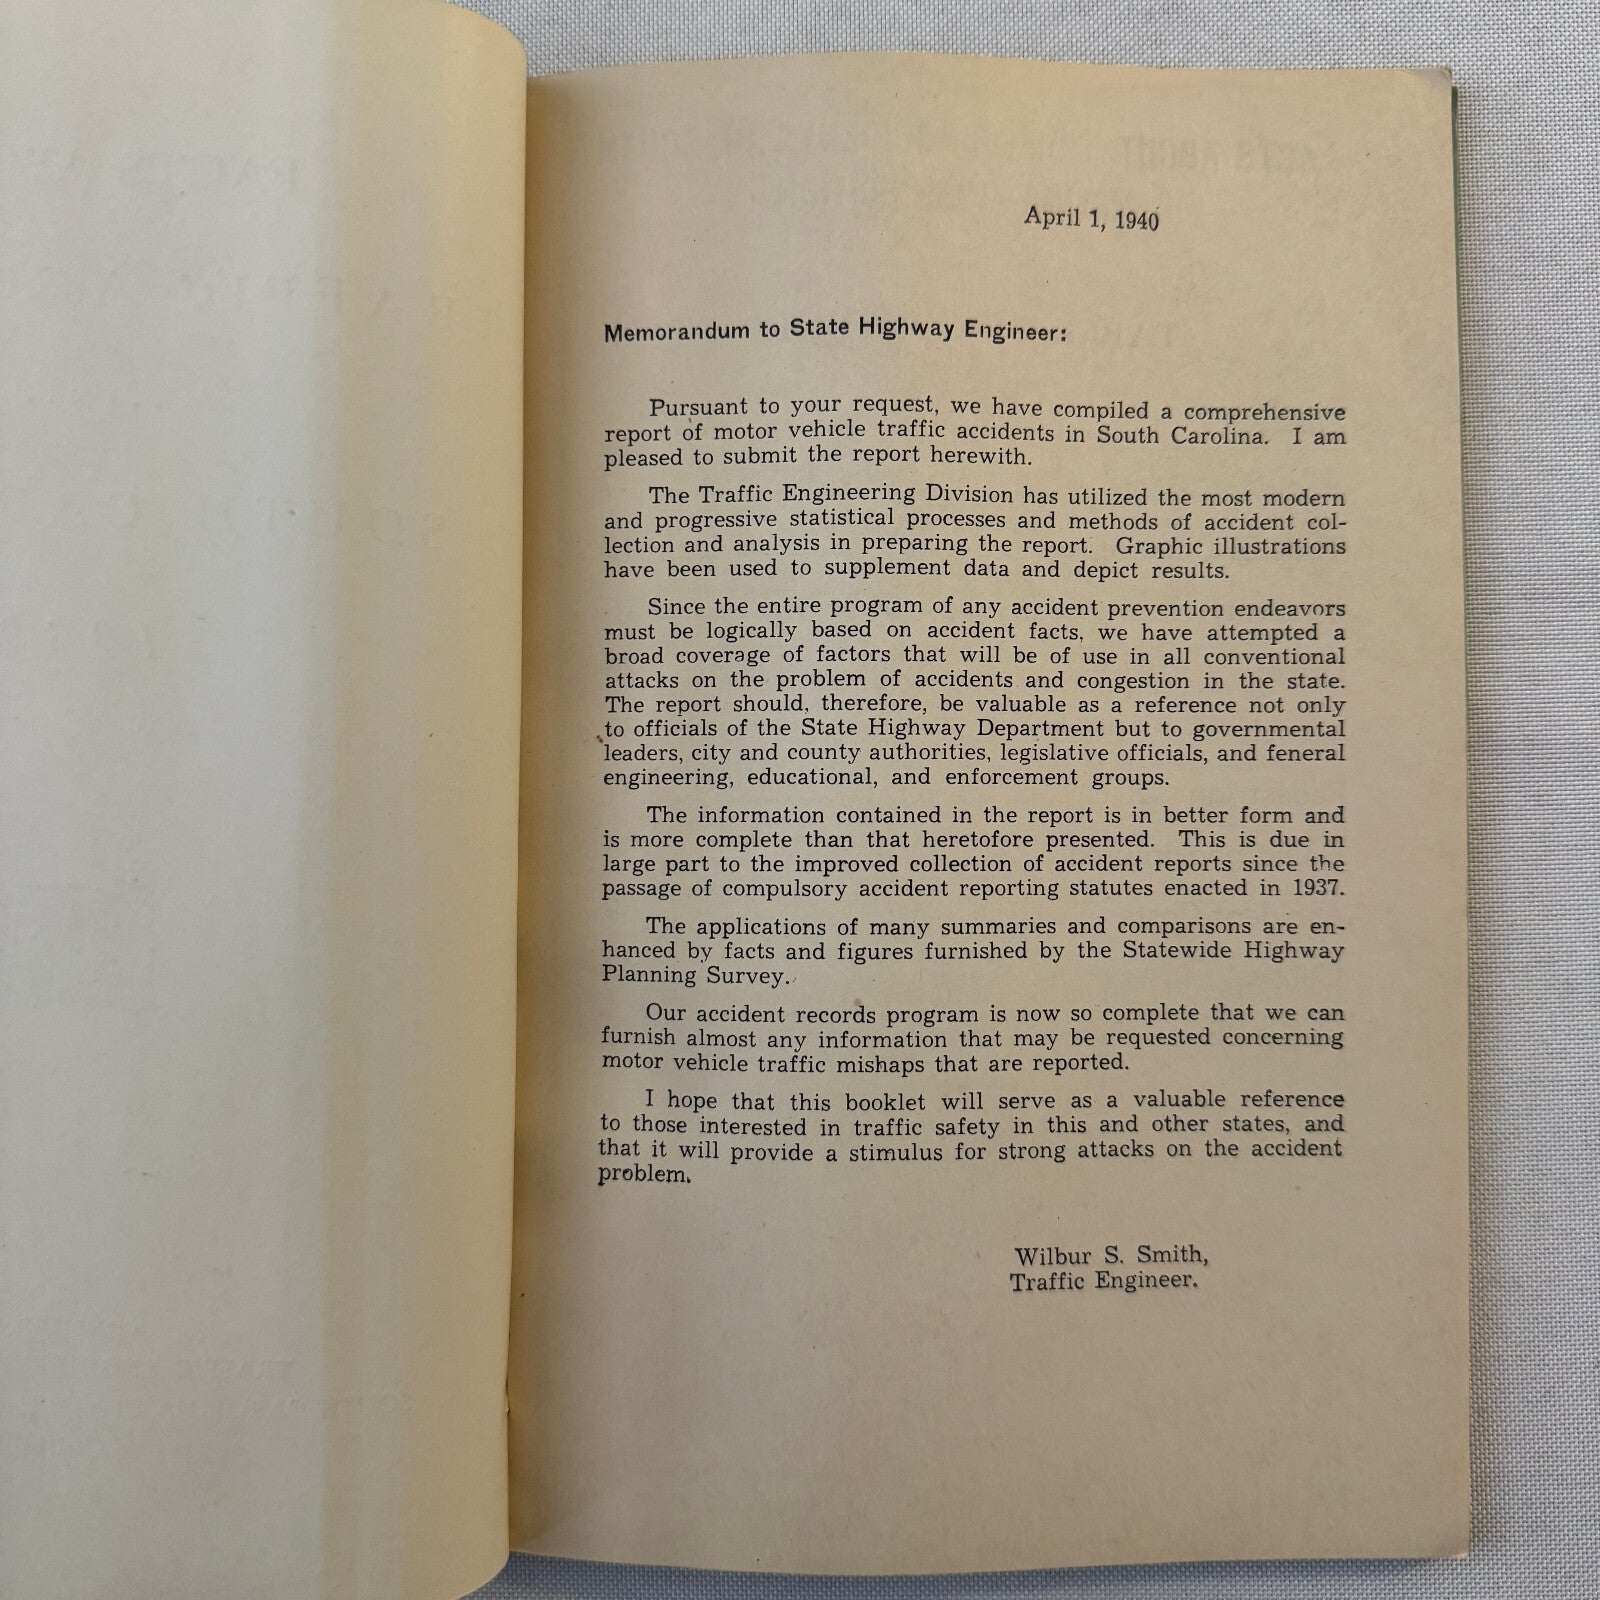 April 1, 1940
Memorandum to State Highway Engineer:
Pursuant to your request, we have compiled a comprehensive
report of motor vehicle traffic accidents in South Carolina. I am
pleased to submit the report herewith.
The Traffic Engineering Division has utilized the most modern
and progressive statistical processes and methods of accident col-
lection and analysis in preparing the report. Graphic illustrations
have been used to supplement data and depict results.
Since the entire program of any accident prevention endeavors
must be logically based on accident facts, we have attempted a
broad coverage of factors that will be of use in all conventional
attacks on the problem of accidents and congestion in the state.
The report should, therefore, be valuable as a reference not only
to officials of the State Highway Department but to governmental
leaders, city and county authorities, legislative officials, and feneral
engineering, educational, and enforcement groups.
The information contained in the report is in better form and
is more complete than that heretofore presented. This is due in
large part to the improved collection of accident reports since the
passage of compulsory accident reporting statutes enacted in 1937.
The applications of many summaries and comparisons are en-
hanced by facts and figures furnished by the Statewide Highway
Planning Survey.
Our accident records program is now so complete that we can
furnish almost any information that may be requested concerning
motor vehicle traffic mishaps that are reported.
I hope that this booklet will serve as a valuable reference
to those interested in traffic safety in this and other states, and
that it will provide a stimulus for strong attacks on the accident
problem.
Wilbur S. Smith,
Traffic Engineer.